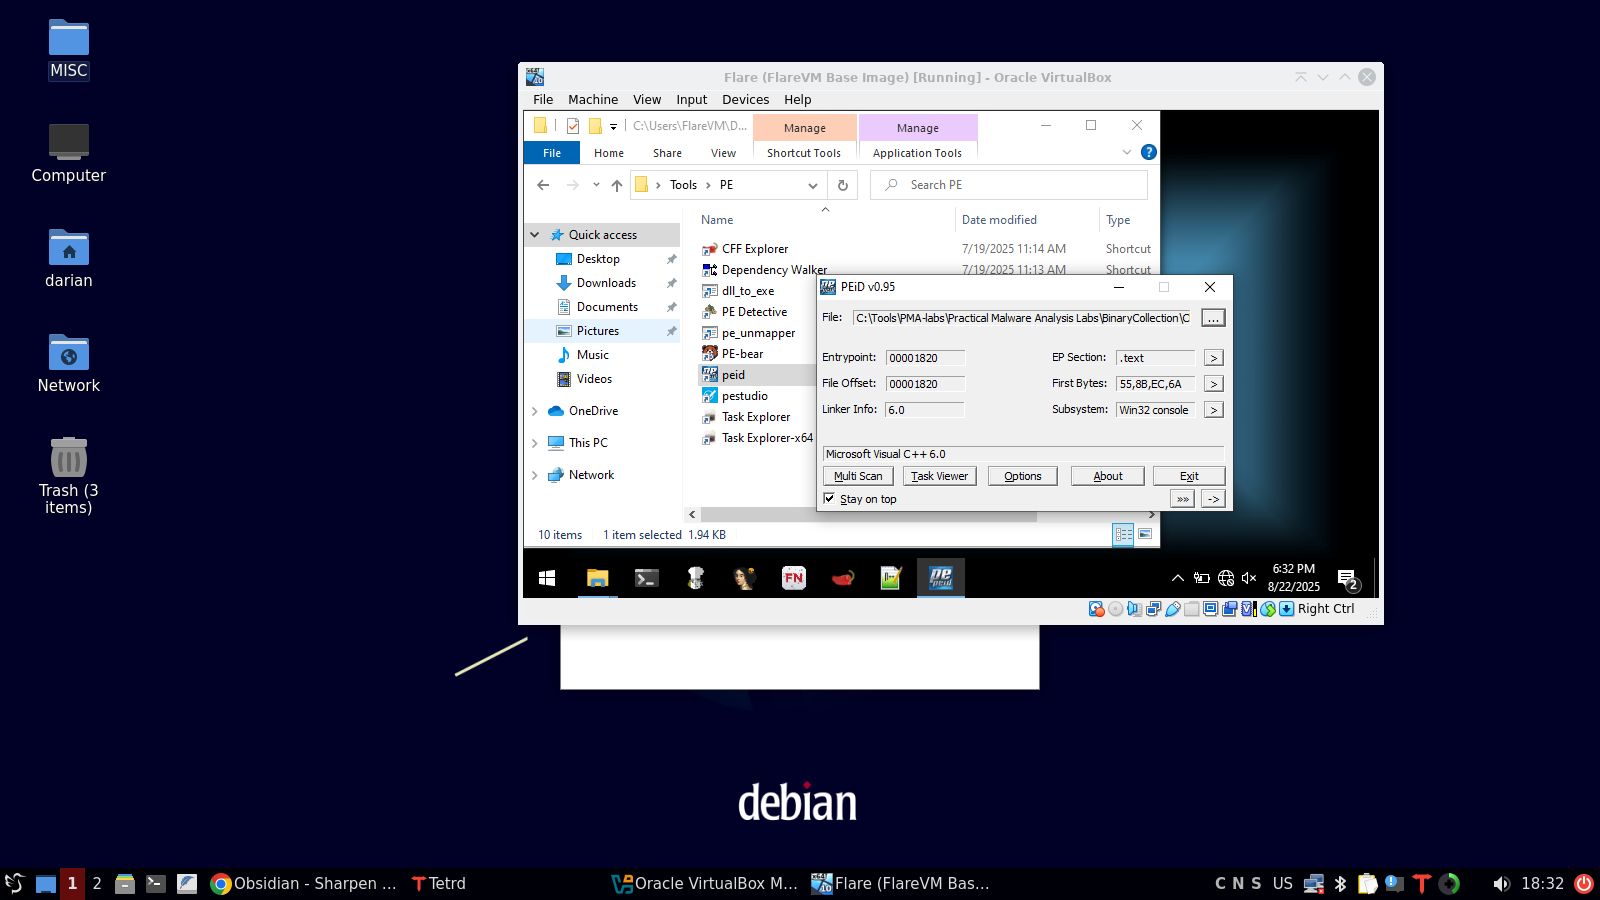 MISC
Computer
darian
Network
Trash (3
items)
Flare (FlareVM Base Image) [Running] - Oracle VirtualBox
File Machine View Input Devices Help
C:\Users\FlareVM\D...
Manage
Manage
File Home Share View Shortcut Tools Application Tools
Tools PE
Search PE
Name Date modified Type
Quick access
Desktop
Downloads
Documents
Pictures
Music
Videos
OneDrive
This PC
Network
CFF Explorer 7/19/2025 11:14 AM Shortcut
Dependency Walker 7/19/2025 11:13 AM Shortcut
dll_to_exe
PE Detective
pe_unmapper
PE-bear
peid
pestudio
Task Explorer
Task Explorer-x64
10 items 1 item selected 1.94 KB
PEiD v0.95
File: C:\Tools\PMA-labs\Practical Malware Analysis Labs\BinaryCollection\C ...
Entrypoint: 00001820 EP Section: .text >
File Offset: 00001820 First Bytes: 55,8B,EC,6A >
Linker Info: 6.0 Subsystem: Win32 console >
Microsoft Visual C++ 6.0
Multi Scan Task Viewer Options About Exit
Stay on top »» ->
FN
pe
peid
6:32 PM
8/22/2025
2
Right Ctrl
debian
1 2 Obsidian - Sharpen ... Tetrd Oracle VirtualBox M... Flare (FlareVM Bas... C N S US 18:32